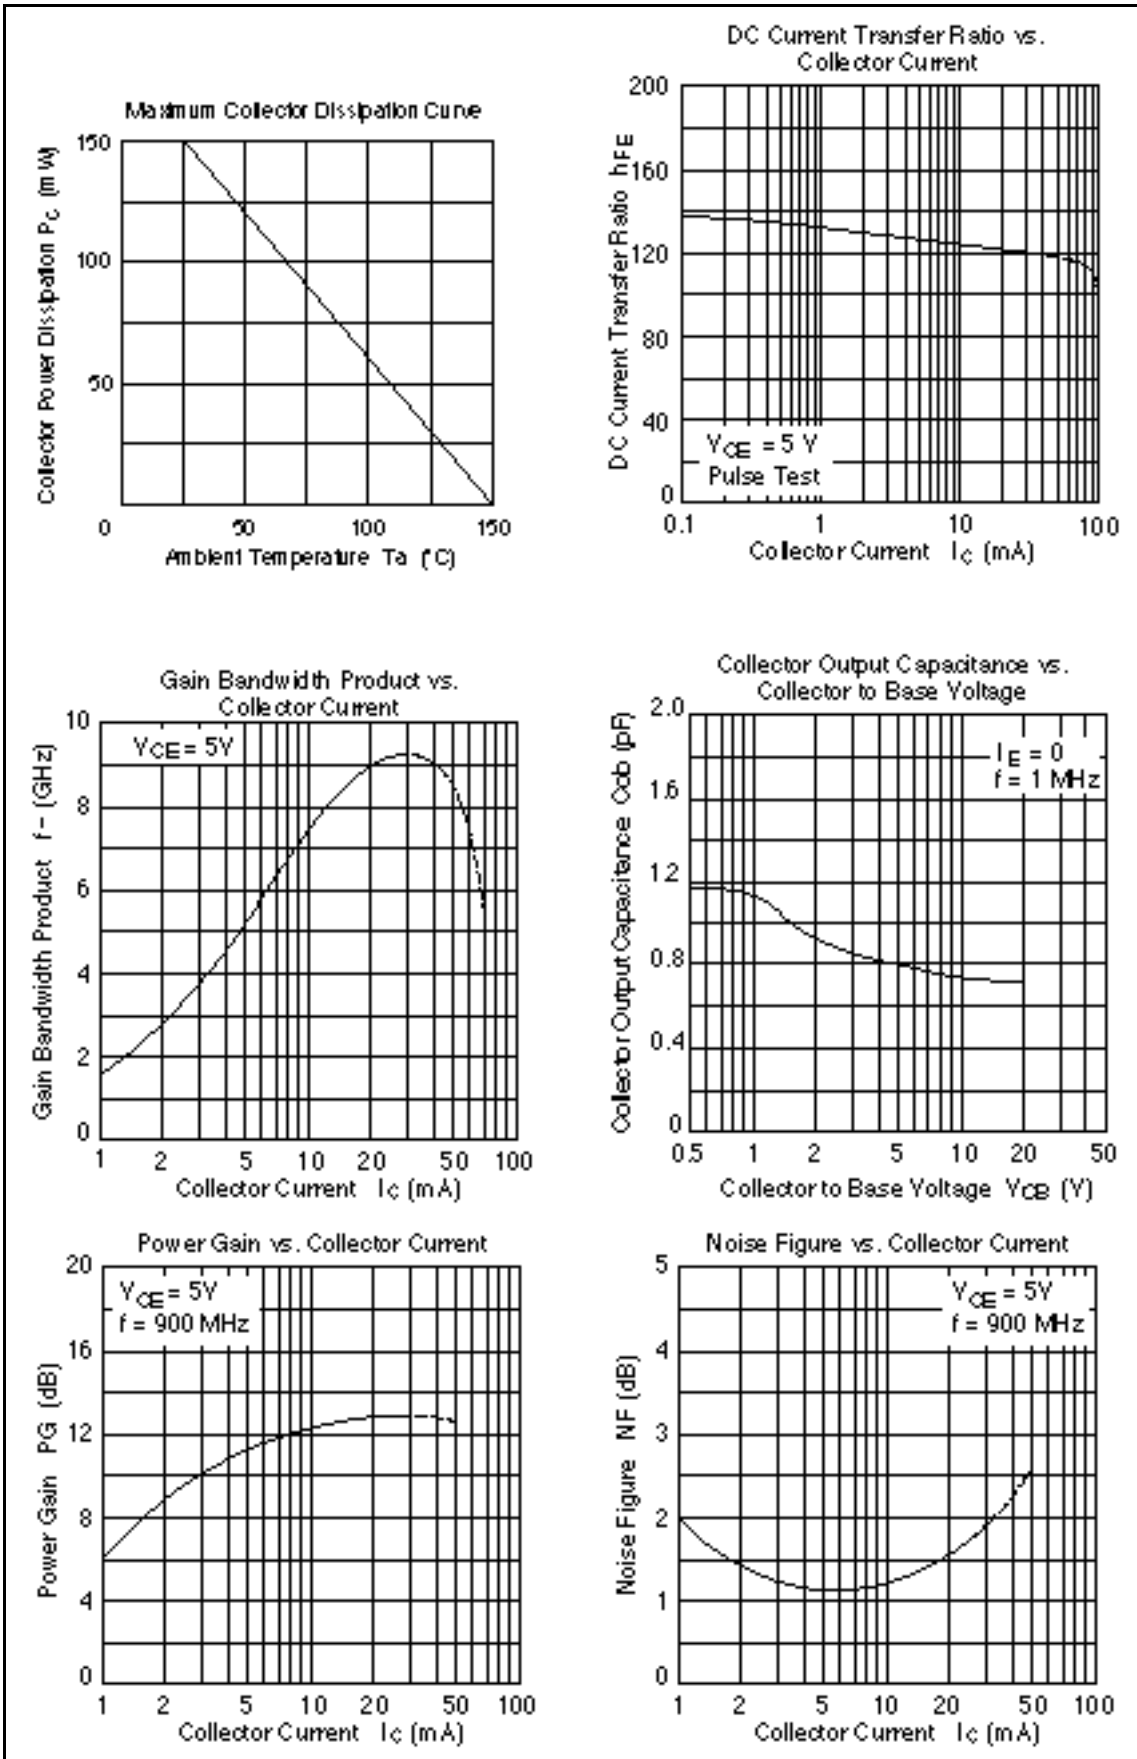 Maximum Collector Dissipation Curve
Collector Power Dissipation PC (mW)
150
100
50
0
50
100
150
Ambient Temperature Ta (°C)
DC Current Transfer Ratio vs.
Collector Current
DC Current Transfer Ratio hFE
200
160
120
80
40
0
VCE = 5 V
Pulse Test
0.1
1
10
100
Collector Current IC (mA)
Gain Bandwidth Product vs.
Collector Current
Gain Bandwidth Product f– (GHz)
10
8
6
4
2
0
VCE = 5V
1
2
5
10
20
50
100
Collector Current IC (mA)
Collector Output Capacitance vs.
Collector to Base Voltage
Collector Output Capacitance Cob (pF)
2.0
1.6
1.2
0.8
0.4
0
IE = 0
f = 1 MHz
0.5
1
2
5
10
20
50
Collector to Base Voltage VCB (V)
Power Gain vs. Collector Current
Power Gain PG (dB)
20
16
12
8
4
0
VCE = 5V
f = 900 MHz
1
2
5
10
20
50
100
Collector Current IC (mA)
Noise Figure vs. Collector Current
Noise Figure NF (dB)
5
4
3
2
1
0
VCE = 5V
f = 900 MHz
1
2
5
10
20
50
100
Collector Current IC (mA)